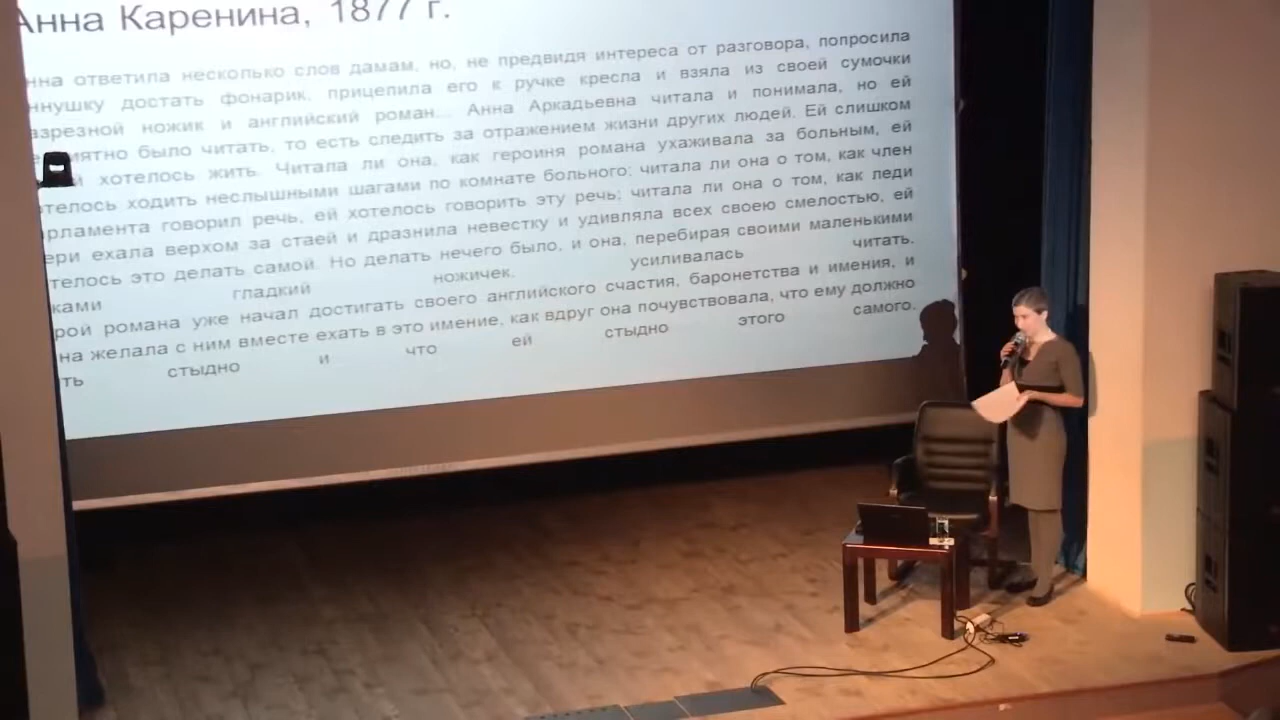 Анна Каренина, 1877 г.
нна ответила несколько слов дамам, но, не предвидя интереса от разговора, попросила
ннушку достать фонарик, прицепила его к ручке кресла и взяла из своей сумочки
азрезной ножик и английский роман... Анна Аркадьевна читала и понимала, но ей
еприятно было читать, то есть следить за отражением жизни других людей. Ей слишком
й хотелось жить. Читала ли она, как героиня романа ухаживала за больным, ей
отелось ходить неслышными шагами по комнате больного; читала ли она о том, как член
арламента говорил речь, ей хотелось говорить эту речь; читала ли она о том, как леди
ери ехала верхом за стаей и дразнила невестку и удивляла всех своею смелостью, ей
телось это делать самой. Но делать нечего было, и она, перебирая своими маленькими
ками гладкий ножичек, усиливалась читать.
рой романа уже начал достигать своего английского счастия, баронетства и имения, и
на желала с ним вместе ехать в это имение, как вдруг она почувствовала, что ему должно
ть стыдно и что ей стыдно этого самого.